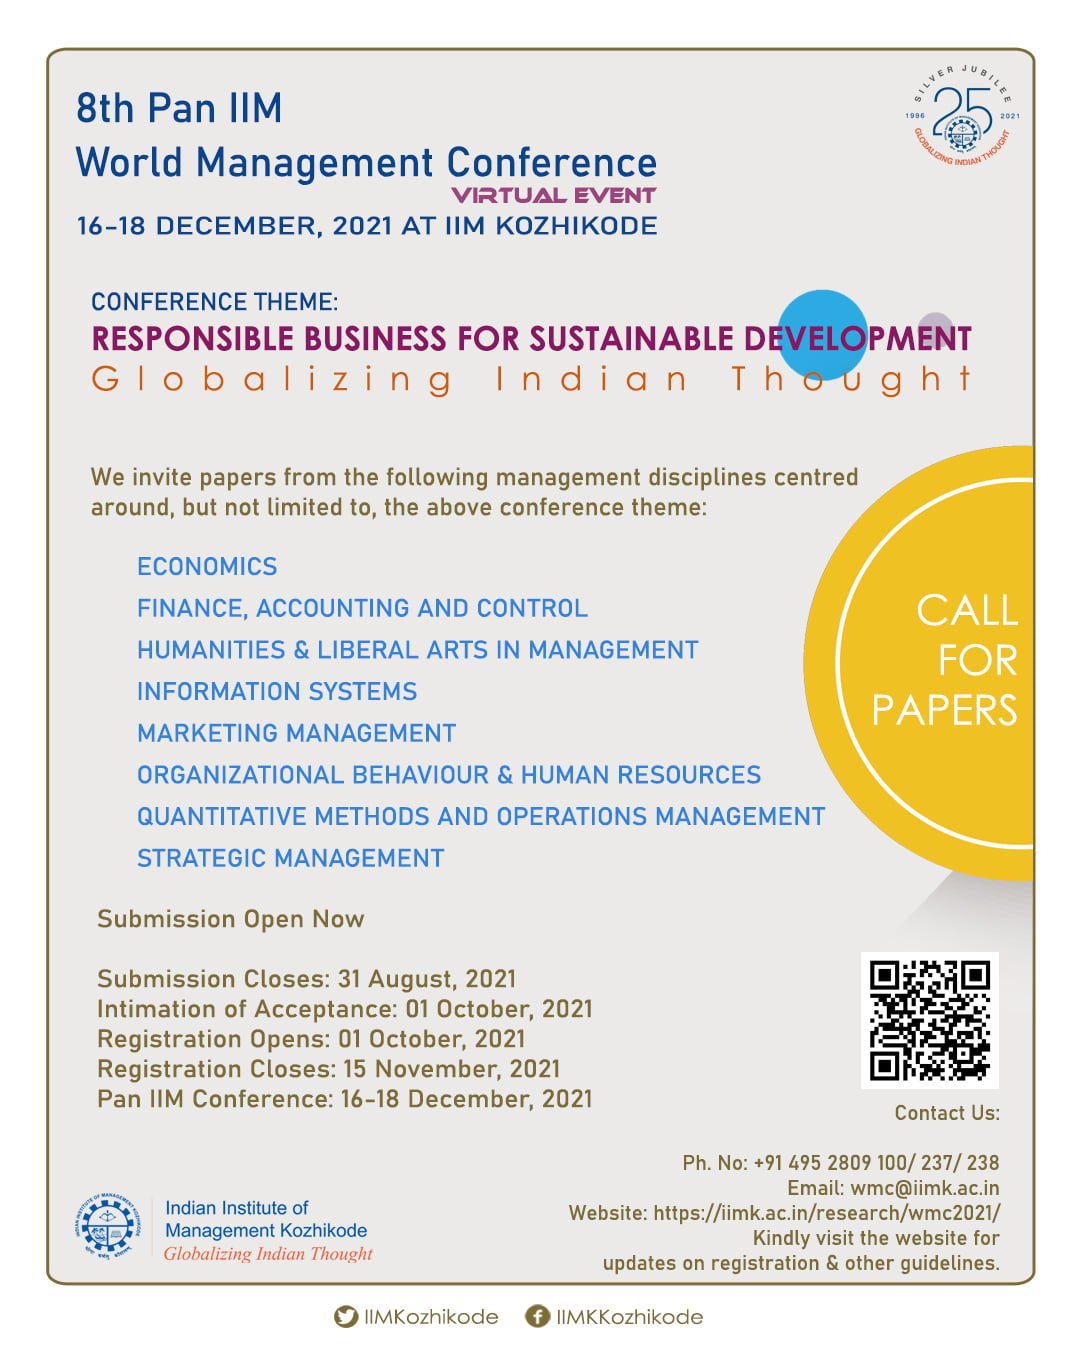 8th Pan IIM
World Management Conference
VIRTUAL EVENT
16-18 DECEMBER, 2021 AT IIM KOZHIKODE
SILVER JUBILEE
1996 25 2021
GLOBALIZING INDIAN THOUGHT
CONFERENCE THEME:
RESPONSIBLE BUSINESS FOR SUSTAINABLE DEVELOPMENT
Globalizing Indian Thought
We invite papers from the following management disciplines centred
around, but not limited to, the above conference theme:
ECONOMICS
FINANCE, ACCOUNTING AND CONTROL
HUMANITIES & LIBERAL ARTS IN MANAGEMENT
INFORMATION SYSTEMS
MARKETING MANAGEMENT
ORGANIZATIONAL BEHAVIOUR & HUMAN RESOURCES
QUANTITATIVE METHODS AND OPERATIONS MANAGEMENT
STRATEGIC MANAGEMENT
CALL
FOR
PAPERS
Submission Open Now
Submission Closes: 31 August, 2021
Intimation of Acceptance: 01 October, 2021
Registration Opens: 01 October, 2021
Registration Closes: 15 November, 2021
Pan IIM Conference: 16-18 December, 2021
Contact Us:
Ph. No: +91 495 2809 100/ 237/ 238
Email: wmc@iimk.ac.in
Website: https://iimk.ac.in/research/wmc2021/
Kindly visit the website for
updates on registration & other guidelines.
INDIAN INSTITUTE OF MANAGEMENT KOZHIKODE
Indian Institute of
Management Kozhikode
Globalizing Indian Thought
IIMKozhikode
IIMKKozhikode